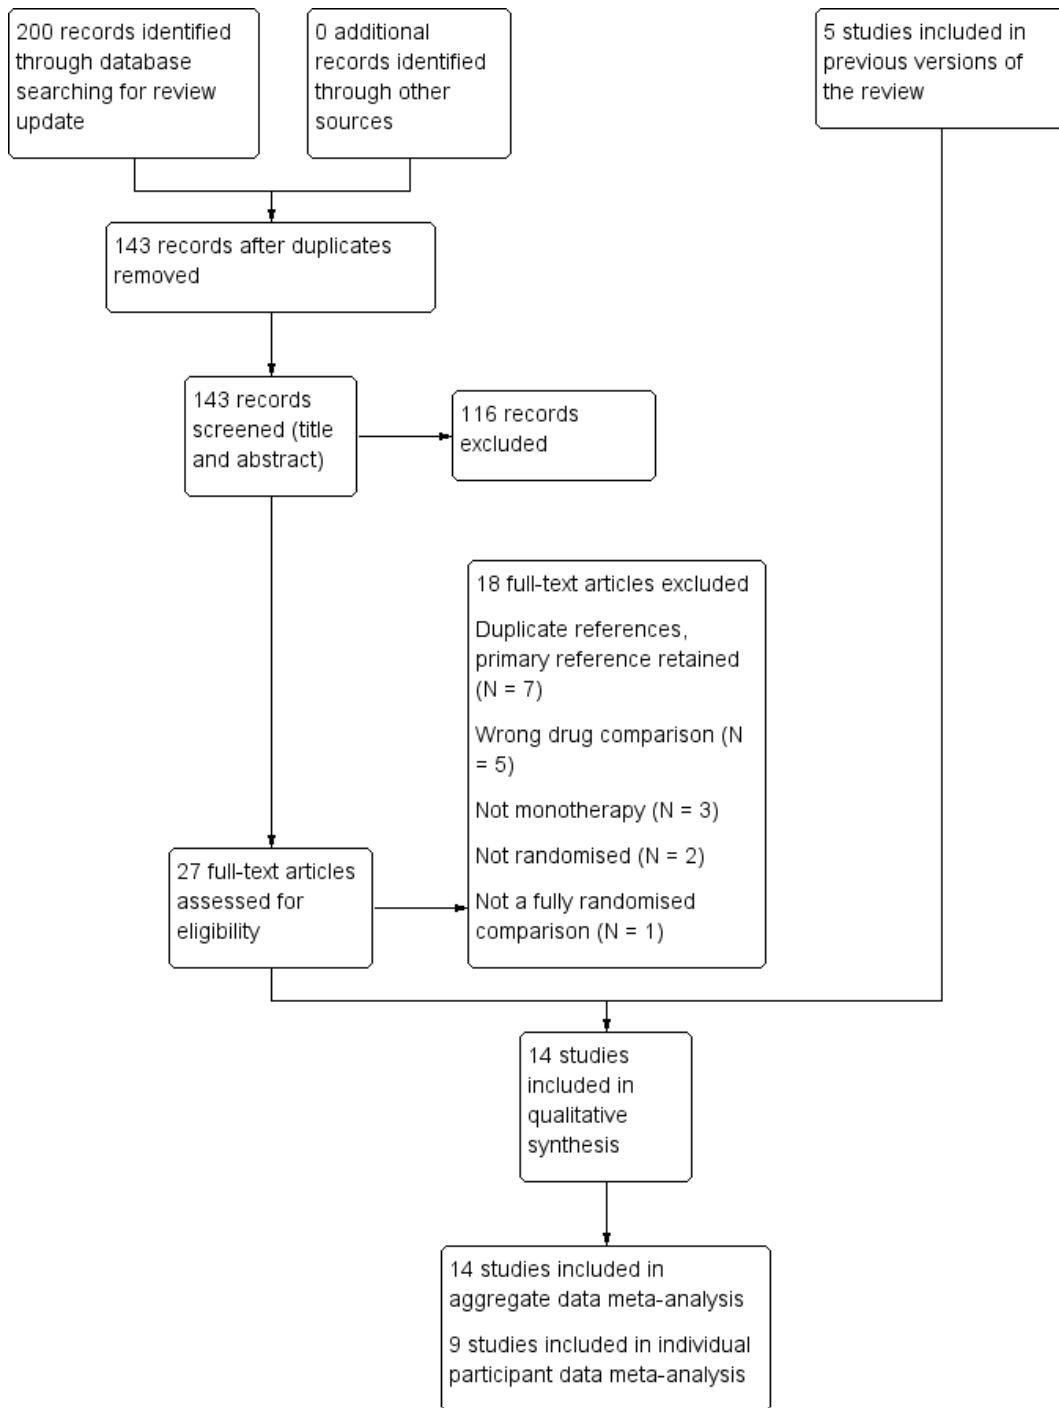 200 records identified
through database
searching for review
update
0 additional
records identified
through other
sources
5 studies included in
previous versions of
the review
143 records after duplicates
removed
143 records
screened (title
and abstract)
116 records
excluded
18 full-text articles excluded
Duplicate references,
primary reference retained
(N = 7)
Wrong drug comparison (N
= 5)
Not monotherapy (N = 3)
Not randomised (N = 2)
Not a fully randomised
comparison (N = 1)
27 full-text articles
assessed for
eligibility
14 studies
included in
qualitative
synthesis
14 studies included in
aggregate data meta-analysis
9 studies included in individual
participant data meta-analysis